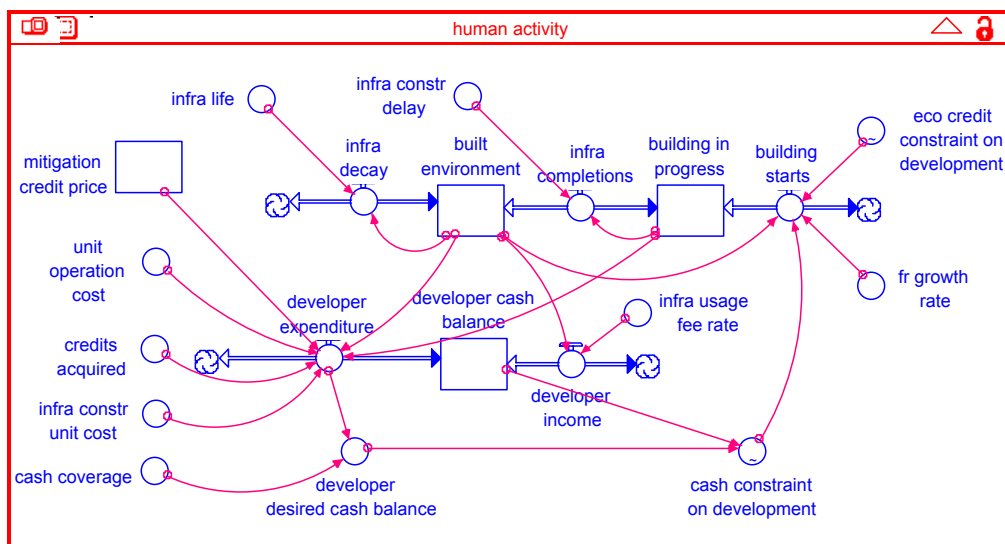 human activity
infra life
infra constr
delay
eco credit
constraint on
development
mitigation
credit price
infra
decay
built
environment
infra
completions
building in
progress
building
starts
unit
operation
cost
developer
expenditure
developer cash
balance
infra usage
fee rate
fr growth
rate
credits
acquired
developer
income
infra constr
unit cost
cash coverage
developer
desired cash balance
cash constraint
on development
~
~